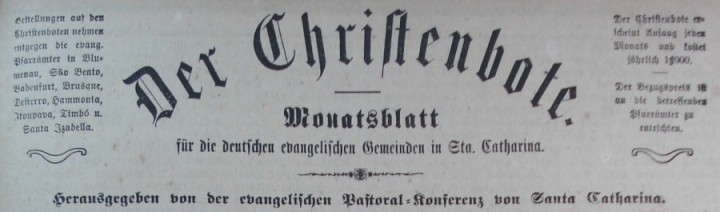 Bestellungen auf den
Christenboten nehmen
entgegen die evang.
Pfarrämter in Blu-
menau, São Bento,
Badenfurt, Brusque,
Desterro, Hammonia,
Itoupava, Timbó u.
Santa Izabella.
Der Christenbote.
Monatsblatt
für die deutschen evangelischen Gemeinden in Sta. Catharina.
Der Christenbote er-
scheint Anfang jeden
Monats und kostet
jährlich 1$000.
Der Bezugspreis ist
an die betreffenden
Pfarrämter zu
entrichten.
Herausgegeben von der evangelischen Pastoral-Konferenz von Santa Catharina.